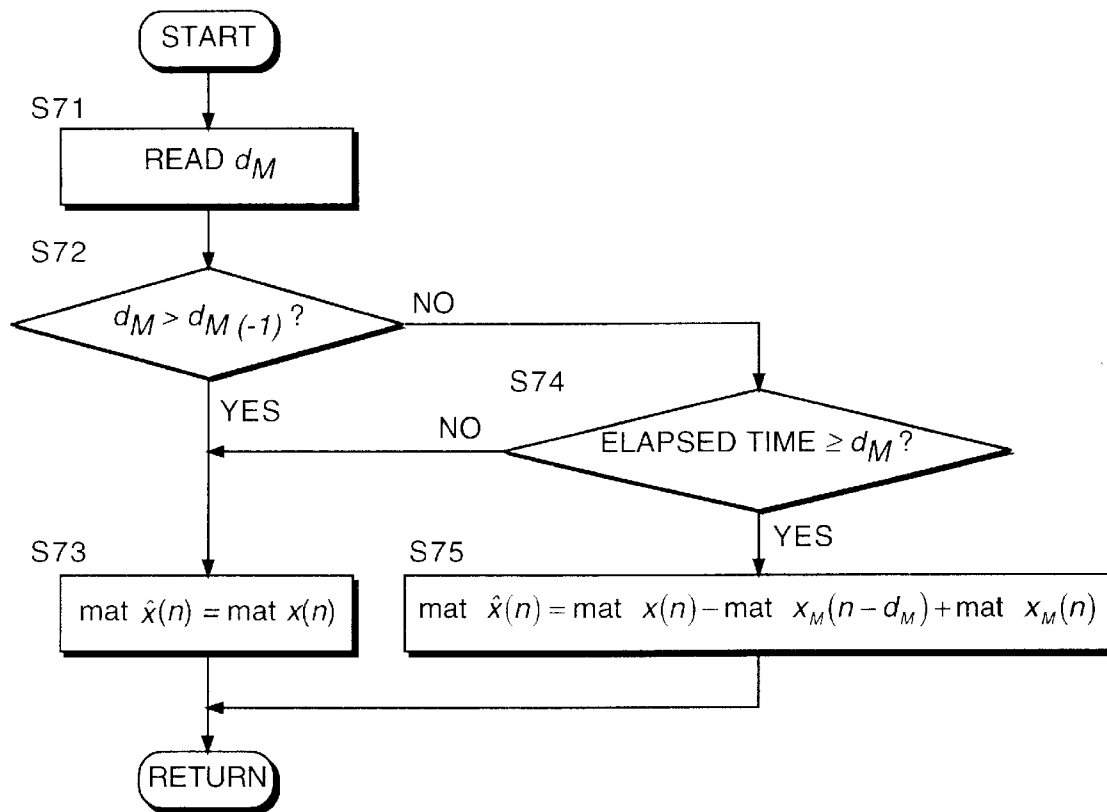 START
S71
READ d_M
S72
d_M > d_M (-1) ?
NO
YES
S74
ELAPSED TIME ≥ d_M ?
NO
YES
S73
mat x̂(n) = mat x(n)
S75
mat x̂(n) = mat x(n) − mat x_M(n − d_M) + mat x_M(n)
RETURN